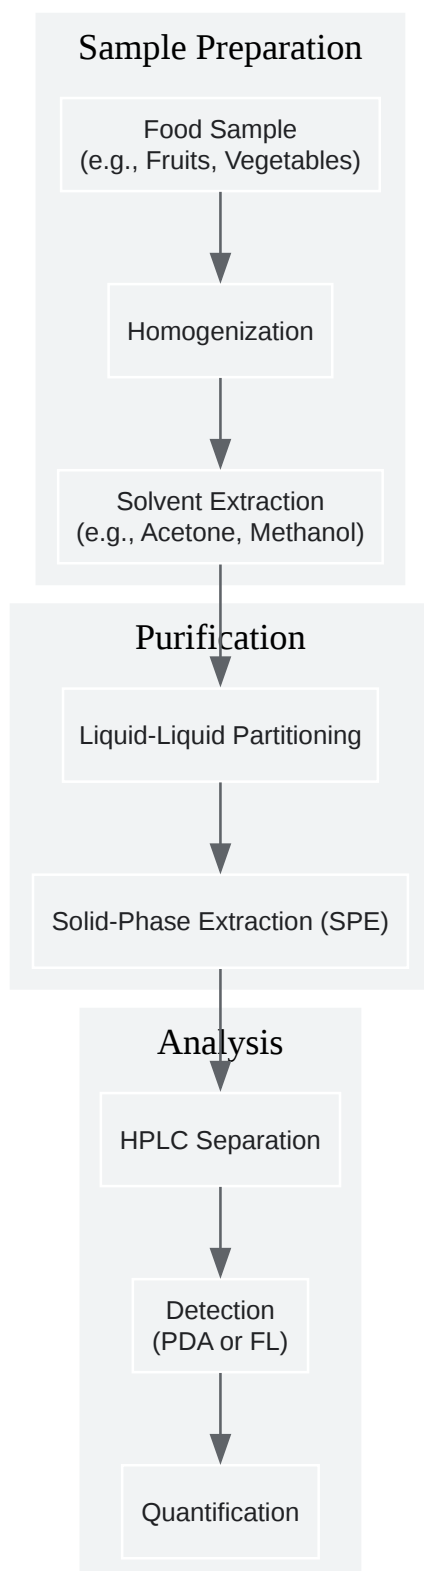 Sample Preparation
Food Sample
(e.g., Fruits, Vegetables)
Homogenization
Solvent Extraction
(e.g., Acetone, Methanol)
Purification
Liquid-Liquid Partitioning
Solid-Phase Extraction (SPE)
Analysis
HPLC Separation
Detection
(PDA or FL)
Quantification